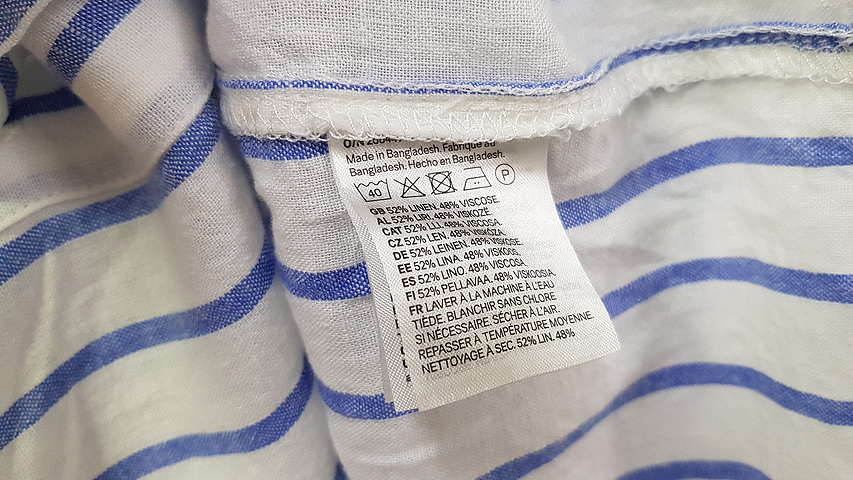 Made in Bangladesh. Fabriqué au
Bangladesh. Hecho en Bangladesh.
40 P
GB 52% LINEN. 48% VISCOSE.
AL 52% LIRI. 48% VISKOZË.
CAT 52% LLI. 48% VISCOSA.
CZ 52% LEN. 48% VISKÓZA.
DE 52% LEINEN. 48% VISKOSE.
EE 52% LINA. 48% VISKOOS.
ES 52% LINO. 48% VISCOSA.
FI 52% PELLAVAA. 48% VISKOOSIA.
FR LAVER À LA MACHINE À L'EAU
TIÈDE. BLANCHIR SANS CHLORE
SI NÉCESSAIRE. SÉCHER À L'AIR.
REPASSER À TEMPÉRATURE MOYENNE.
NETTOYAGE À SEC. 52% LIN. 48%